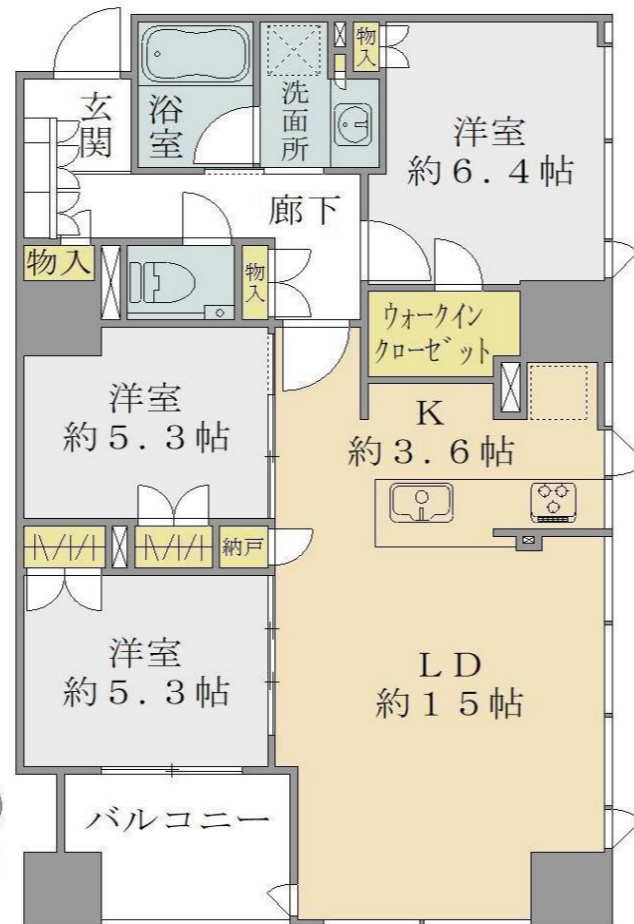 玄関
浴室
洗面所
物入
洋室
約6.4帖
廊下
物入
物入
ウォークイン
クローゼット
洋室
約5.3帖
K
約3.6帖
納戸
洋室
約5.3帖
LD
約15帖
バルコニー